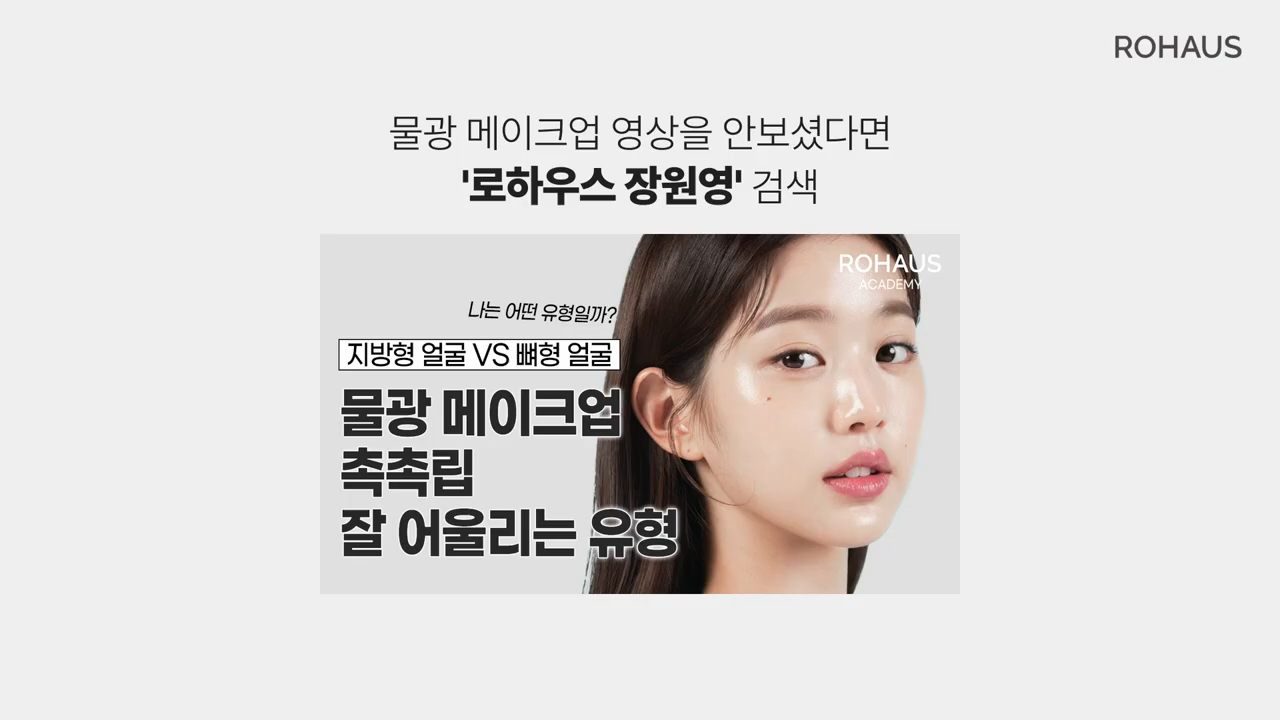 ROHAUS
물광 메이크업 영상을 안보셨다면
'로하우스 장원영' 검색
ROHAUS
ACADEMY
나는 어떤 유형일까?
지방형 얼굴 VS 뼈형 얼굴
물광 메이크업
촉촉립
잘 어울리는 유형